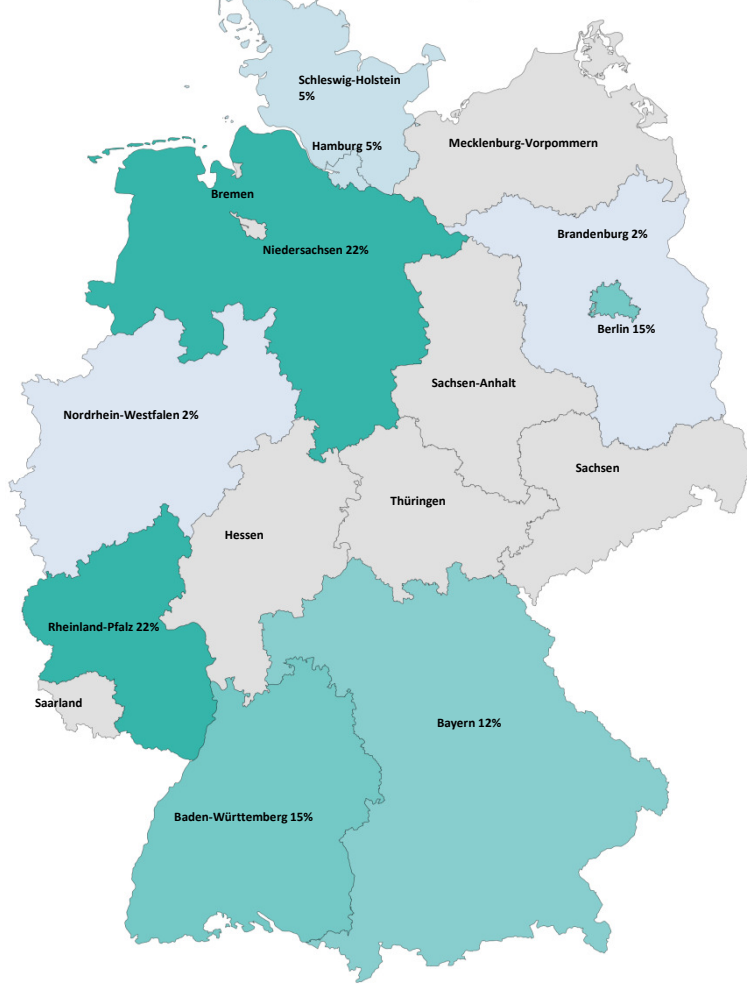 Schleswig-Holstein
5%
Hamburg 5%
Mecklenburg-Vorpommern
Bremen
Brandenburg 2%
Niedersachsen 22%
Berlin 15%
Sachsen-Anhalt
Nordrhein-Westfalen 2%
Sachsen
Thüringen
Hessen
Rheinland-Pfalz 22%
Saarland
Bayern 12%
Baden-Württemberg 15%